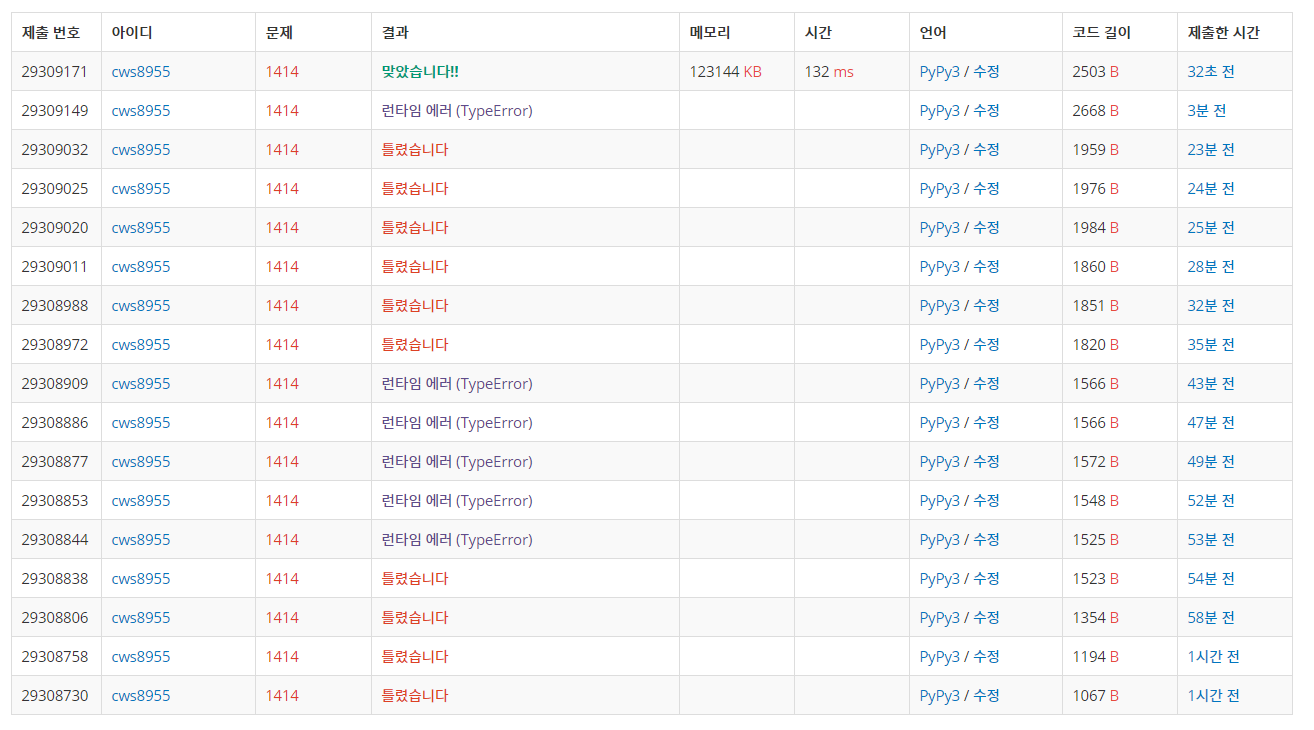 제출 번호 아이디 문제 결과 메모리 시간 언어 코드 길이 제출한 시간
29309171 cws8955 1414 맞았습니다!! 123144 KB 132 ms PyPy3 / 수정 2503 B 32초 전
29309149 cws8955 1414 런타임 에러 (TypeError) PyPy3 / 수정 2668 B 3분 전
29309032 cws8955 1414 틀렸습니다 PyPy3 / 수정 1959 B 23분 전
29309025 cws8955 1414 틀렸습니다 PyPy3 / 수정 1976 B 24분 전
29309020 cws8955 1414 틀렸습니다 PyPy3 / 수정 1984 B 25분 전
29309011 cws8955 1414 틀렸습니다 PyPy3 / 수정 1860 B 28분 전
29308988 cws8955 1414 틀렸습니다 PyPy3 / 수정 1851 B 32분 전
29308972 cws8955 1414 틀렸습니다 PyPy3 / 수정 1820 B 35분 전
29308909 cws8955 1414 런타임 에러 (TypeError) PyPy3 / 수정 1566 B 43분 전
29308886 cws8955 1414 런타임 에러 (TypeError) PyPy3 / 수정 1566 B 47분 전
29308877 cws8955 1414 런타임 에러 (TypeError) PyPy3 / 수정 1572 B 49분 전
29308853 cws8955 1414 런타임 에러 (TypeError) PyPy3 / 수정 1548 B 52분 전
29308844 cws8955 1414 런타임 에러 (TypeError) PyPy3 / 수정 1525 B 53분 전
29308838 cws8955 1414 틀렸습니다 PyPy3 / 수정 1523 B 54분 전
29308806 cws8955 1414 틀렸습니다 PyPy3 / 수정 1354 B 58분 전
29308758 cws8955 1414 틀렸습니다 PyPy3 / 수정 1194 B 1시간 전
29308730 cws8955 1414 틀렸습니다 PyPy3 / 수정 1067 B 1시간 전